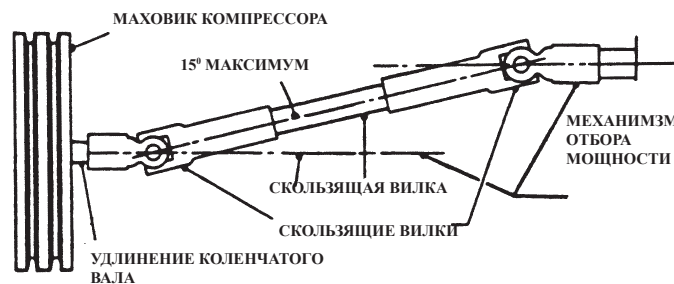 МАХОВИК КОМПРЕССОРА
15⁰ МАКСИМУМ
МЕХАНИМЗМ
ОТБОРА
МОЩНОСТИ
СКОЛЬЗЯЩАЯ ВИЛКА
СКОЛЬЗЯЩИЕ ВИЛКИ
УДЛИНЕНИЕ КОЛЕНЧАТОГО
ВАЛА